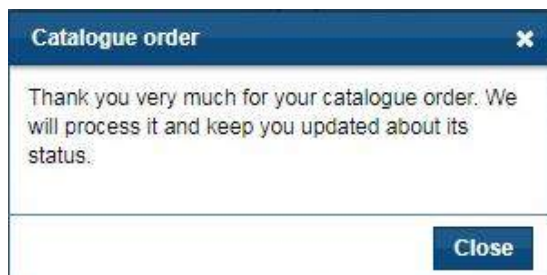 Catalogue order
Thank you very much for your catalogue order. We
will process it and keep you updated about its
status.
Close